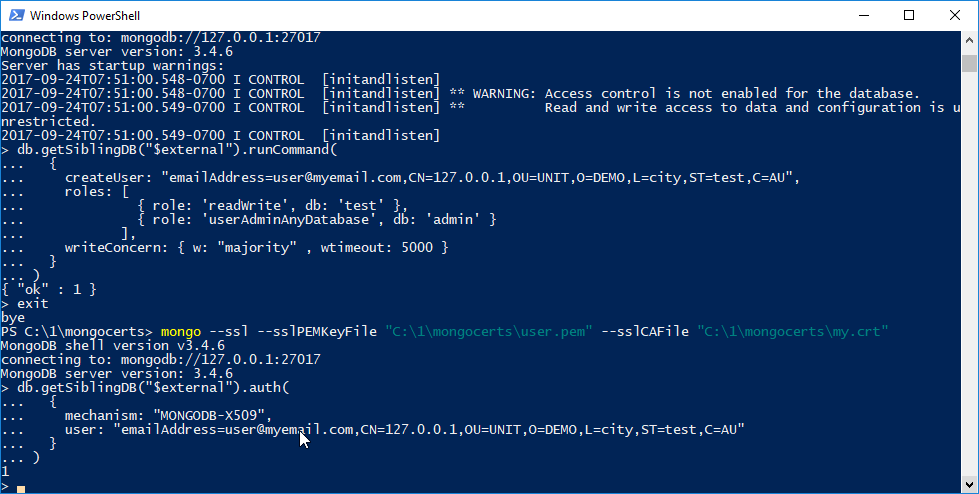 Windows PowerShell
connecting to: mongodb://127.0.0.1:27017
MongoDB server version: 3.4.6
Server has startup warnings:
2017-09-24T07:51:00.548-0700 I CONTROL  [initandlisten]
2017-09-24T07:51:00.548-0700 I CONTROL  [initandlisten] ** WARNING: Access control is not enabled for the database.
2017-09-24T07:51:00.549-0700 I CONTROL  [initandlisten] **          Read and write access to data and configuration is u
nrestricted.
2017-09-24T07:51:00.549-0700 I CONTROL  [initandlisten]
> db.getSiblingDB("$external").runCommand(
...   {
...     createUser: "emailAddress=user@myemail.com,CN=127.0.0.1,OU=UNIT,O=DEMO,L=city,ST=test,C=AU",
...     roles: [
...              { role: 'readWrite', db: 'test' },
...              { role: 'userAdminAnyDatabase', db: 'admin' }
...            ],
...     writeConcern: { w: "majority" , wtimeout: 5000 }
...   }
... )
{ "ok" : 1 }
> exit
bye
PS C:\1\mongocerts> mongo --ssl --sslPEMKeyFile "C:\1\mongocerts\user.pem" --sslCAFile "C:\1\mongocerts\my.crt"
MongoDB shell version v3.4.6
connecting to: mongodb://127.0.0.1:27017
MongoDB server version: 3.4.6
> db.getSiblingDB("$external").auth(
...   {
...     mechanism: "MONGODB-X509",
...     user: "emailAddress=user@myemail.com,CN=127.0.0.1,OU=UNIT,O=DEMO,L=city,ST=test,C=AU"
...   }
... )
1
>